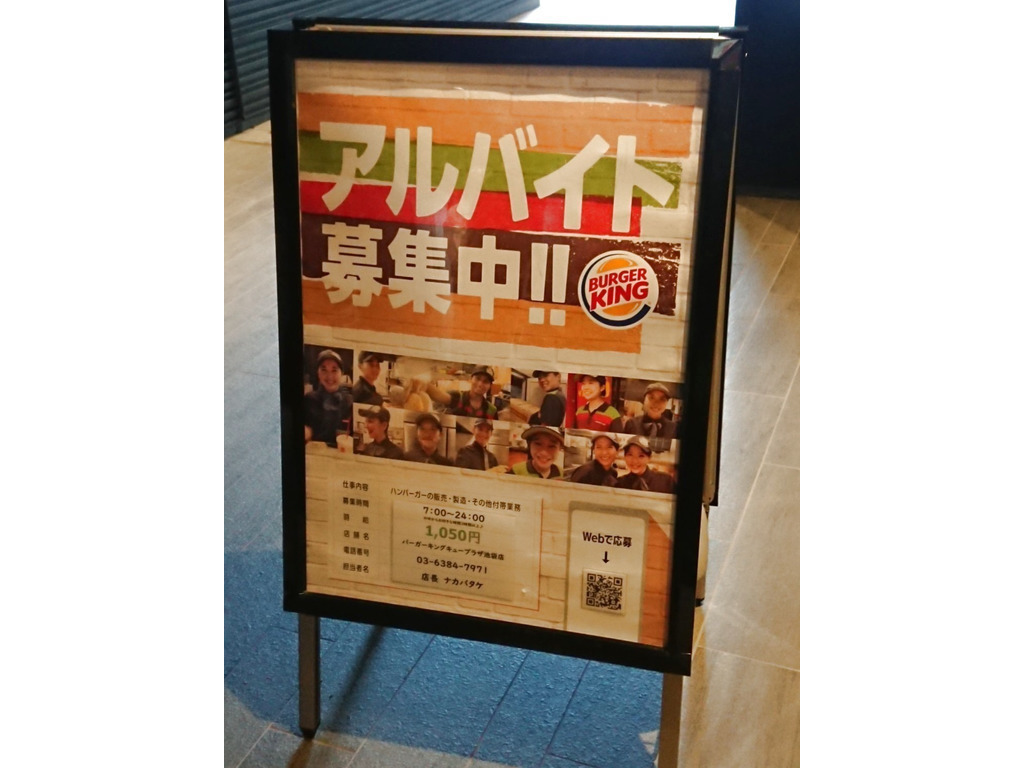 アルバイト
募集中!!
BURGER
KING
仕事内容 ハンバーガーの販売・製造・その他付帯業務
募集時間 7:00〜24:00
時 給 1,050円
店舗名 バーガーキングキュープラザ池袋店
電話番号 03-6384-7971
担当者名 店長 ナカバタケ
Webで応募
↓